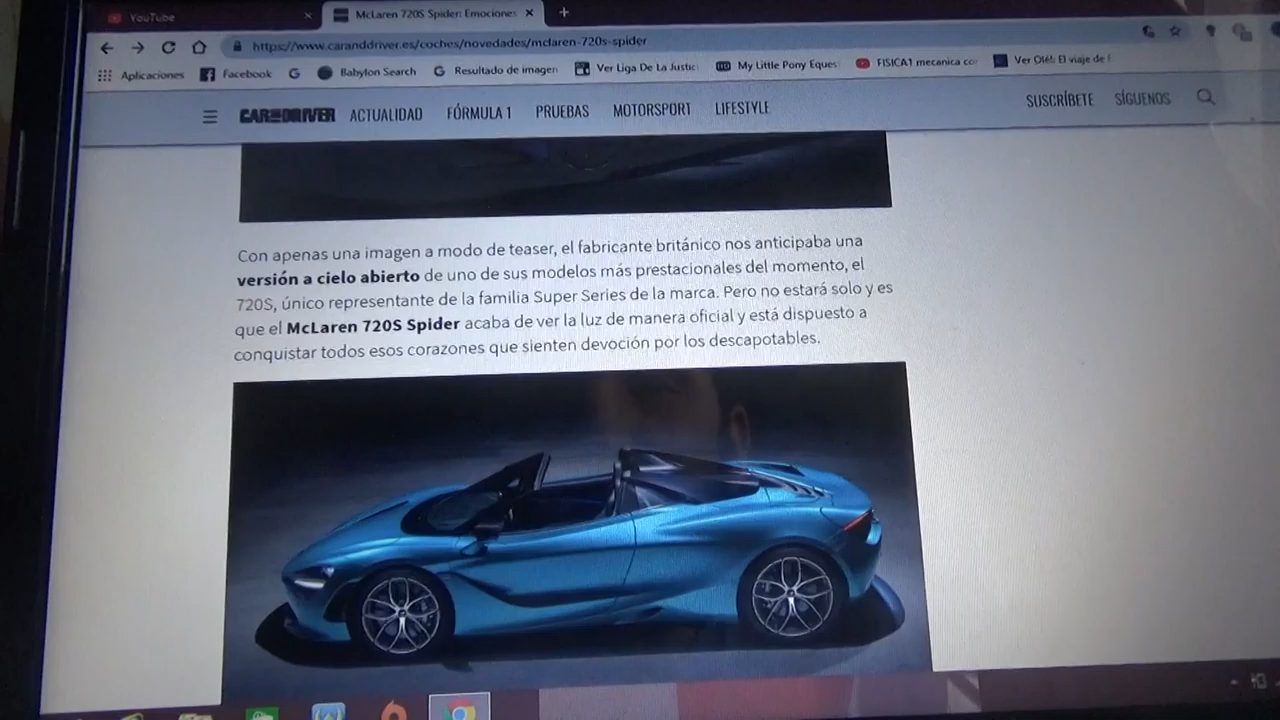 YouTube
McLaren 720S Spider: Emociones
https://www.caranddriver.es/coches/novedades/mclaren-720s-spider
Aplicaciones Facebook Babylon Search Resultado de imagen Ver Liga De La Justic My Little Pony Eques FISICA1 mecanica co Ver Olé!: El viaje de
CAR AND DRIVER ACTUALIDAD FÓRMULA 1 PRUEBAS MOTORSPORT LIFESTYLE SUSCRÍBETE SÍGUENOS
Con apenas una imagen a modo de teaser, el fabricante británico nos anticipaba una
versión a cielo abierto de uno de sus modelos más prestacionales del momento, el
720S, único representante de la familia Super Series de la marca. Pero no estará solo y es
que el McLaren 720S Spider acaba de ver la luz de manera oficial y está dispuesto a
conquistar todos esos corazones que sienten devoción por los descapotables.